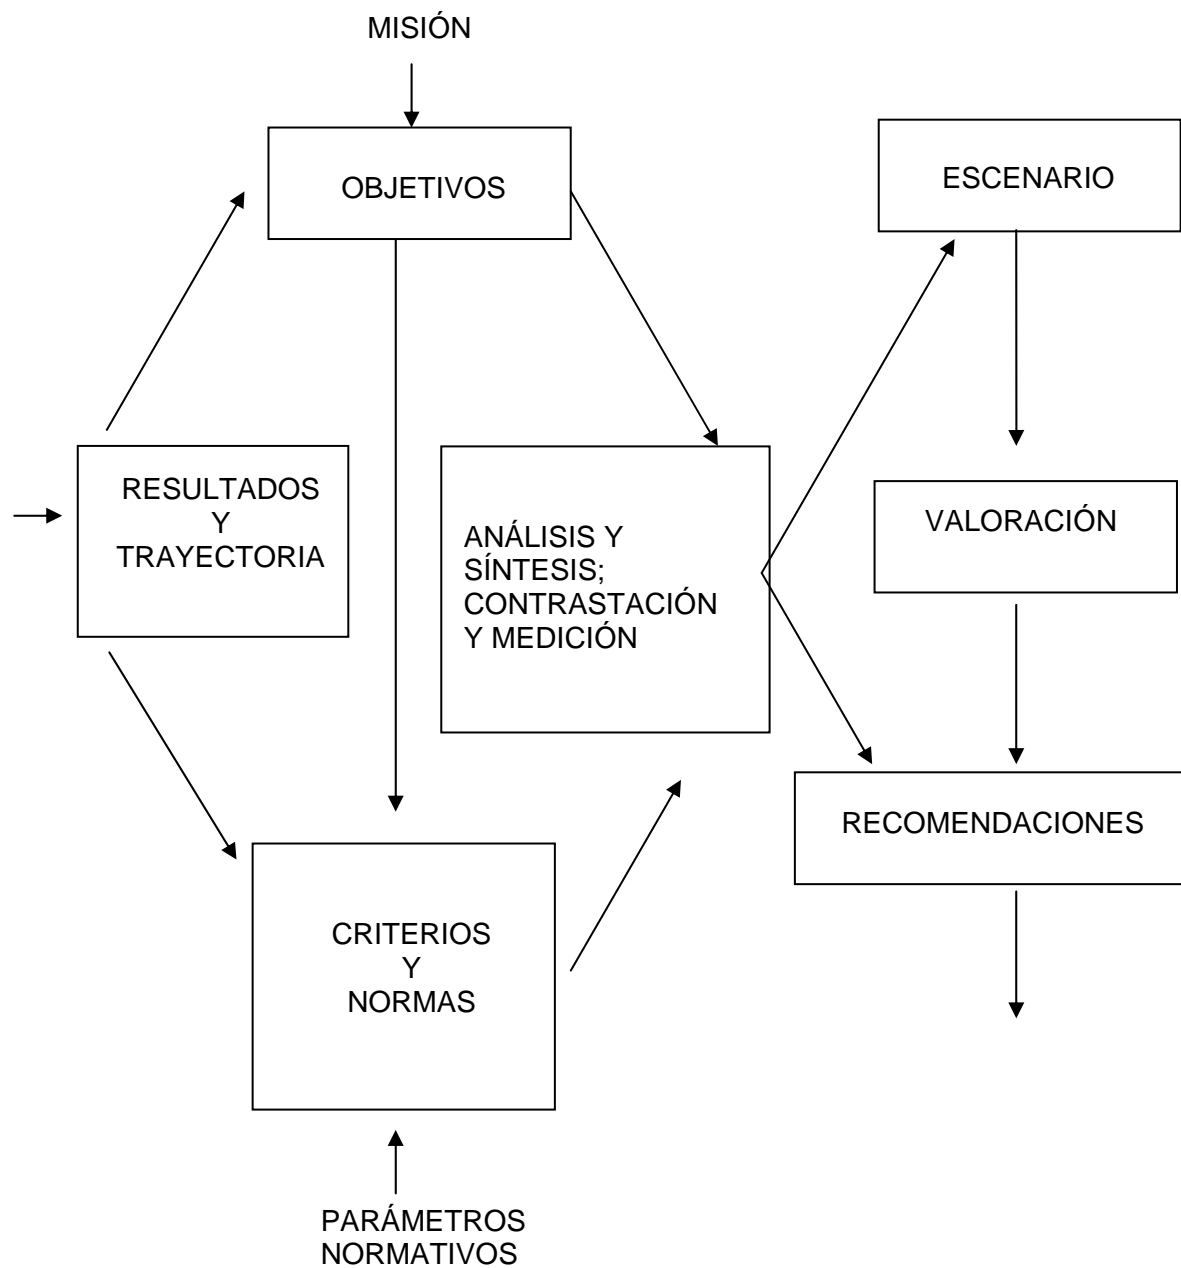 MISIÓN
OBJETIVOS
ESCENARIO
RESULTADOS
Y
TRAYECTORIA
ANÁLISIS Y
SÍNTESIS;
CONTRASTACIÓN
Y MEDICIÓN
VALORACIÓN
RECOMENDACIONES
CRITERIOS
Y
NORMAS
PARÁMETROS
NORMATIVOS